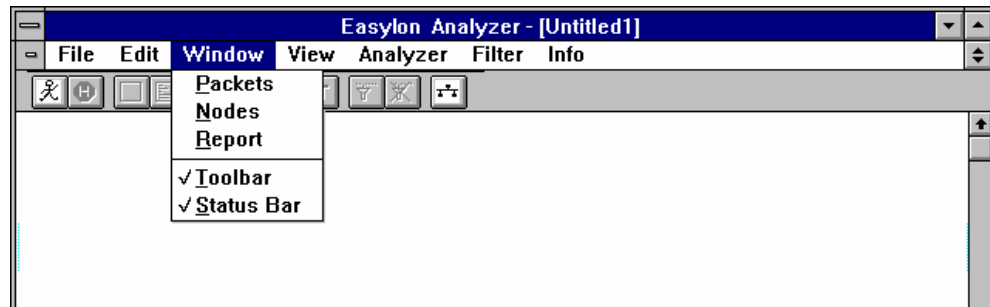 Easylon Analyzer - [Untitled1]
File Edit Window View Analyzer Filter Info
Packets
Nodes
Report
√ Toolbar
√ Status Bar